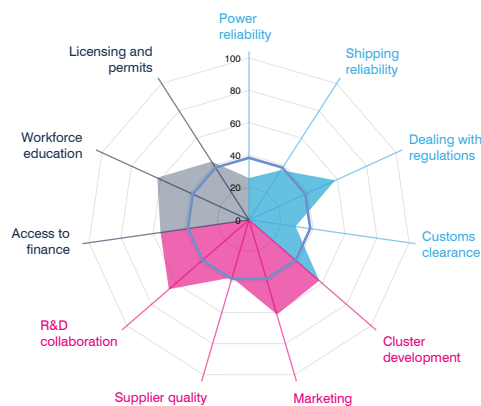 Power
reliability
Licensing and
permits
Shipping
reliability
100
80
60
40
20
0
Workforce
education
Dealing with
regulations
Access to
finance
Customs
clearance
R&D
collaboration
Cluster
development
Supplier quality
Marketing